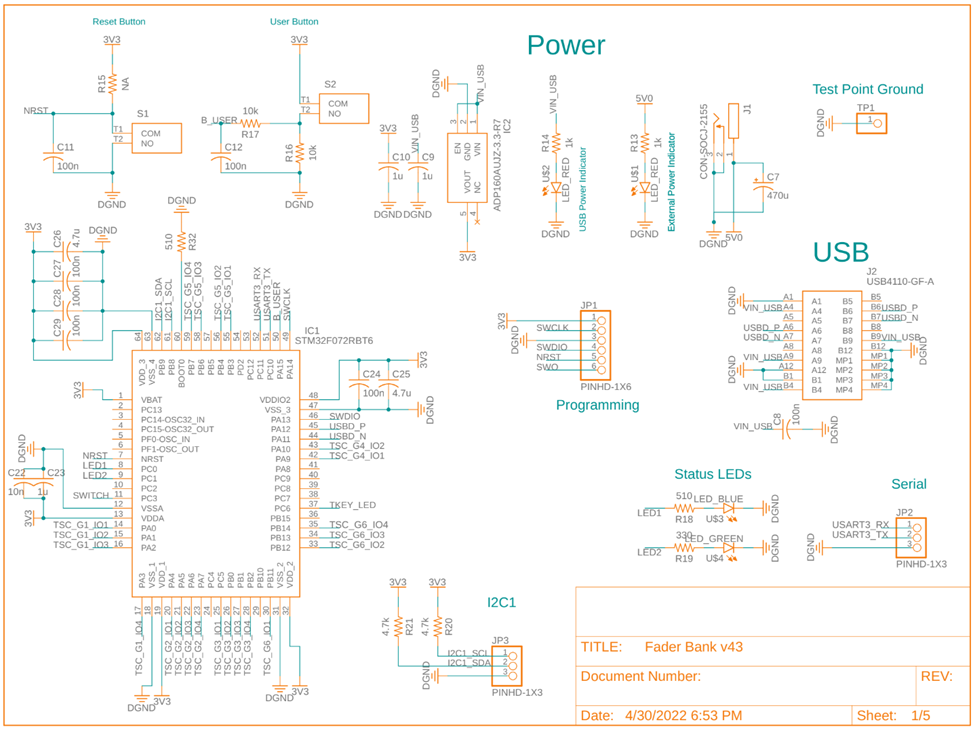 Reset Button
3V3
R15
NA
NRST
C11
100n
T1
T2
S1
COM
NO
DGND
User Button
3V3
S2
T1
T2
COM
NO
B_USER
10k
R17
C12
100n
R16
10k
DGND
Power
3V3
VIN_USB
C10
1u
C9
1u
DGND
DGND
DGND
VIN_USB
3
2
1
EN
GND
VIN
VOUT
NC
5
4
IC2
ADP160AUJZ-3.3-R7
3V3
VIN_USB
R14
1k
U$2
LED_RED
DGND
USB Power Indicator
5V0
R13
1k
U$1
LED_RED
DGND
External Power Indicator
CON-SOCJ-2155
J1
3
2
1
C7
470u
DGND
5V0
Test Point Ground
TP1
DGND
1
3V3
DGND
C26
4.7u
C27
100n
C28
100n
C29
100n
DGND
510
R32
I2C1_SDA
I2C1_SCL
TSC_G5_IO4
TSC_G5_IO3
TSC_G5_IO2
TSC_G5_IO1
USART3_RX
USART3_TX
B_USER
SWCLK
64
63
62
61
60
59
58
57
56
55
54
53
52
51
50
49
IC1
STM32F072RBT6
VDD_3
VSS_4
PB9
PB8
BOOT0
PB7
PB6
PB5
PB4
PB3
PD2
PC12
PC11
PC10
PA15
PA14
3V3
DGND
C22
10n
C23
1u
3V3
NRST
LED1
LED2
SWITCH
TSC_G1_IO1
TSC_G1_IO2
TSC_G1_IO3
1 VBAT
2 PC13
3 PC14-OSC32_IN
4 PC15-OSC32_OUT
5 PF0-OSC_IN
6 PF1-OSC_OUT
7 NRST
8 PC0
9 PC1
10 PC2
11 PC3
12 VSSA
13 VDDA
14 PA0
15 PA1
16 PA2
VDDIO2 48
VSS_3 47
PA13 46 SWDIO
PA12 45 USBD_P
PA11 44 USBD_N
PA10 43 TSC_G4_IO2
PA9 42 TSC_G4_IO1
PA8 41
PC9 40
PC8 39
PC7 38
PC6 37 TKEY_LED
PB15 36
PB14 35 TSC_G6_IO4
PB13 34 TSC_G6_IO3
PB12 33 TSC_G6_IO2
3V3
C24
100n
C25
4.7u
DGND
PA3
VSS_1
VDD_1
PA4
PA5
PA6
PA7
PC4
PC5
PB0
PB1
PB2
PB10
PB11
VSS_2
VDD_2
17
18
19
20
21
22
23
24
25
26
27
28
29
30
31
32
TSC_G1_IO4
TSC_G2_IO1
TSC_G2_IO2
TSC_G2_IO3
TSC_G2_IO4
TSC_G3_IO1
TSC_G3_IO2
TSC_G3_IO3
TSC_G3_IO4
TSC_G6_IO1
DGND
3V3
DGND
3V3
JP1
3V3
SWCLK
DGND
SWDIO
NRST
SWO
1
2
3
4
5
6
PINHD-1X6
Programming
USB
J2
USB4110-GF-A
DGND
VIN_USB
USBD_P
USBD_N
VIN_USB
DGND
VIN_USB
A1
A4
A5
A6
A7
A8
A9
A12
B1
B4
A1
A4
A5
A6
A7
A8
A9
A12
B1
B4
B5
B6
B7
B8
B9
B12
MP1
MP2
MP3
MP4
B5
B6
B7
B8
B9
B12
MP1
MP2
MP3
MP4
USBD_P
USBD_N
VIN_USB
DGND
VIN_USB
C8
100n
DGND
Status LEDs
LED1
510
R18
LED_BLUE
U$3
DGND
LED2
330
R19
LED_GREEN
U$4
DGND
Serial
JP2
USART3_RX
USART3_TX
DGND
1
2
3
PINHD-1X3
3V3
3V3
4.7k
R21
4.7k
R20
I2C1
JP3
I2C1_SCL
I2C1_SDA
DGND
1
2
3
PINHD-1X3
TITLE: Fader Bank v43
Document Number:
REV:
Date: 4/30/2022 6:53 PM
Sheet: 1/5